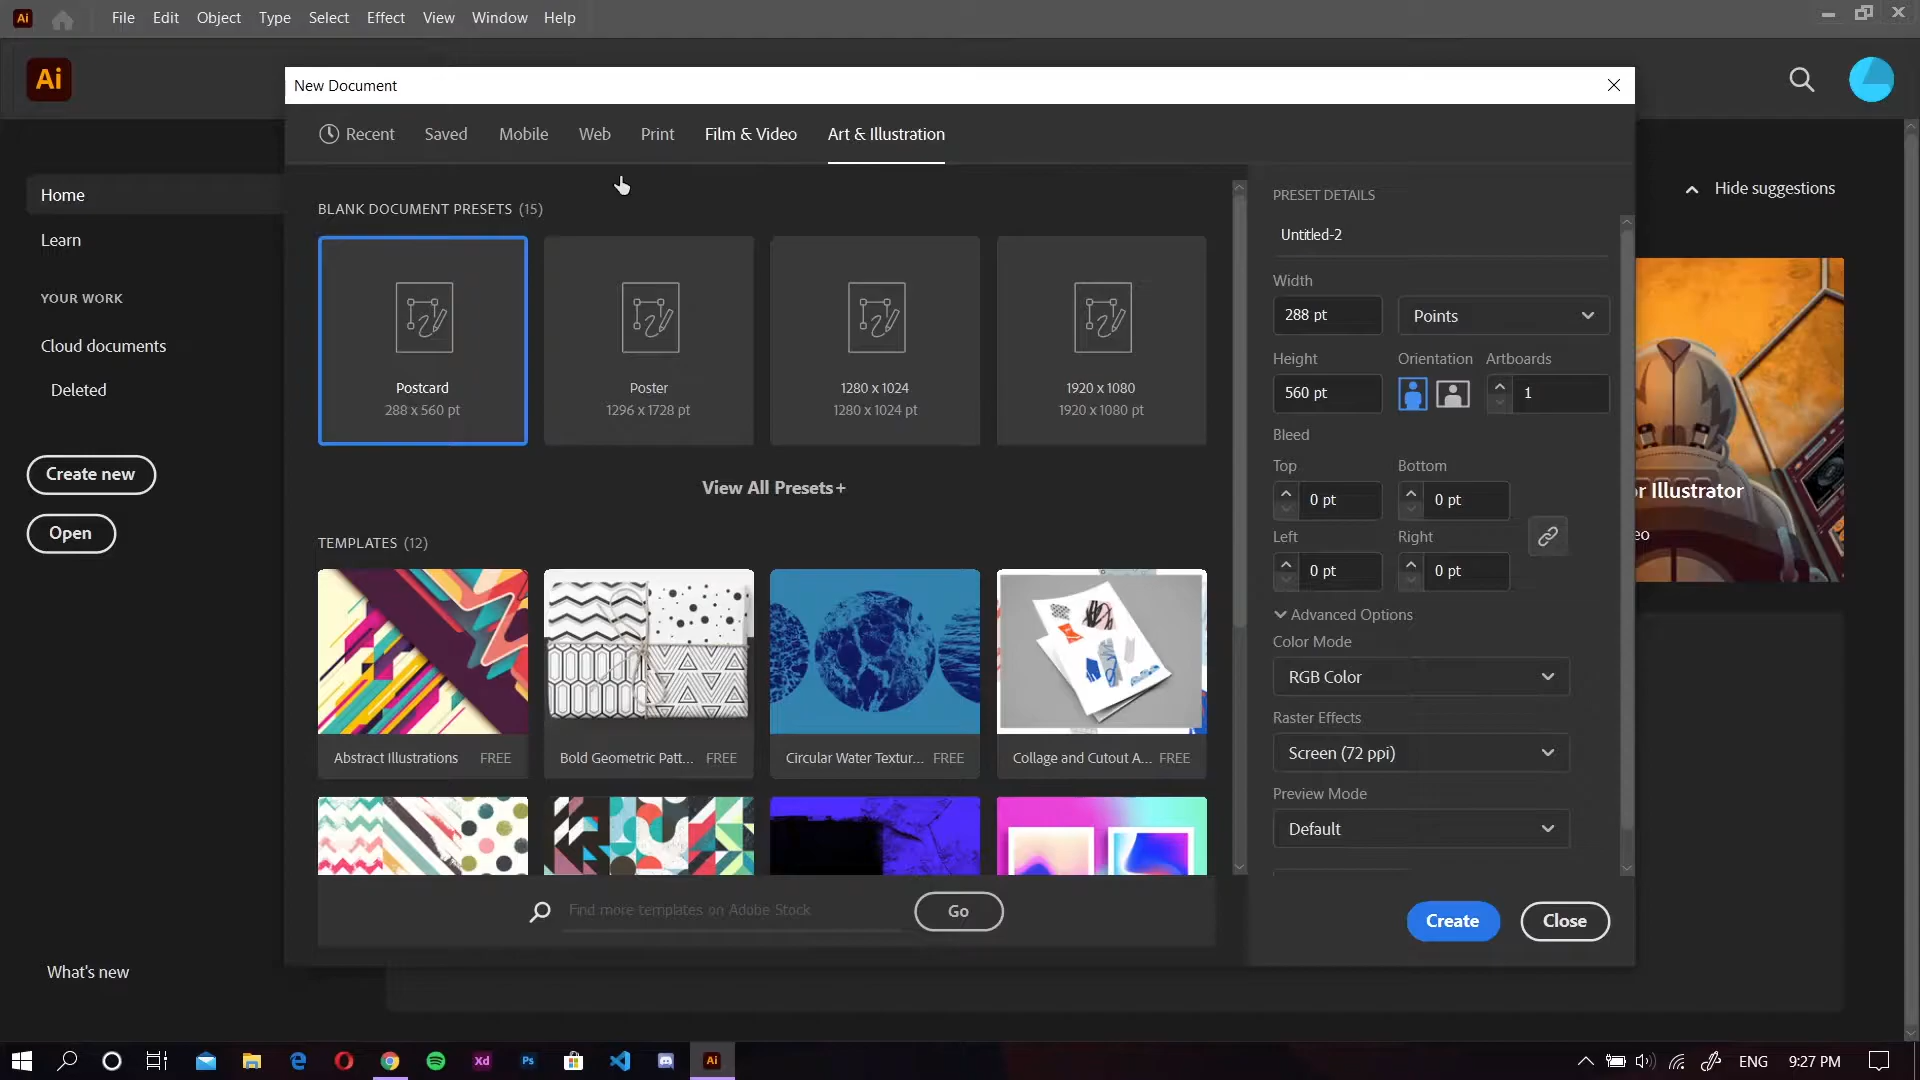 Ai
File Edit Object Type Select Effect View Window Help
Ai
New Document
Recent Saved Mobile Web Print Film & Video Art & Illustration
Home
Learn
YOUR WORK
Cloud documents
Deleted
Create new
Open
What's new
BLANK DOCUMENT PRESETS (15)
Postcard
288 x 560 pt
Poster
1296 x 1728 pt
1280 x 1024
1280 x 1024 pt
1920 x 1080
1920 x 1080 pt
View All Presets+
TEMPLATES (12)
Abstract Illustrations FREE
Bold Geometric Patt... FREE
Circular Water Textur... FREE
Collage and Cutout A... FREE
Find more templates on Adobe Stock
Go
PRESET DETAILS
Untitled-2
Width
288 pt Points
Height Orientation Artboards
560 pt 1
Bleed
Top Bottom
0 pt 0 pt
Left Right
0 pt 0 pt
Advanced Options
Color Mode
RGB Color
Raster Effects
Screen (72 ppi)
Preview Mode
Default
Create Close
Hide suggestions
r Illustrator
eo
Xd Ps Ai ENG 9:27 PM